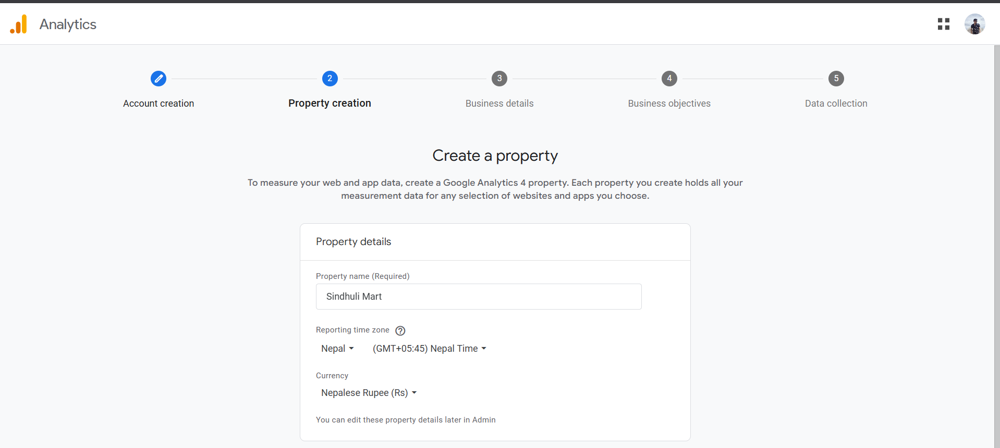 Analytics
2
3
4
5
Account creation
Property creation
Business details
Business objectives
Data collection
Create a property
To measure your web and app data, create a Google Analytics 4 property. Each property you create holds all your
measurement data for any selection of websites and apps you choose.
Property details
Property name (Required)
Sindhuli Mart
Reporting time zone ?
Nepal (GMT+05:45) Nepal Time
Currency
Nepalese Rupee (Rs)
You can edit these property details later in Admin